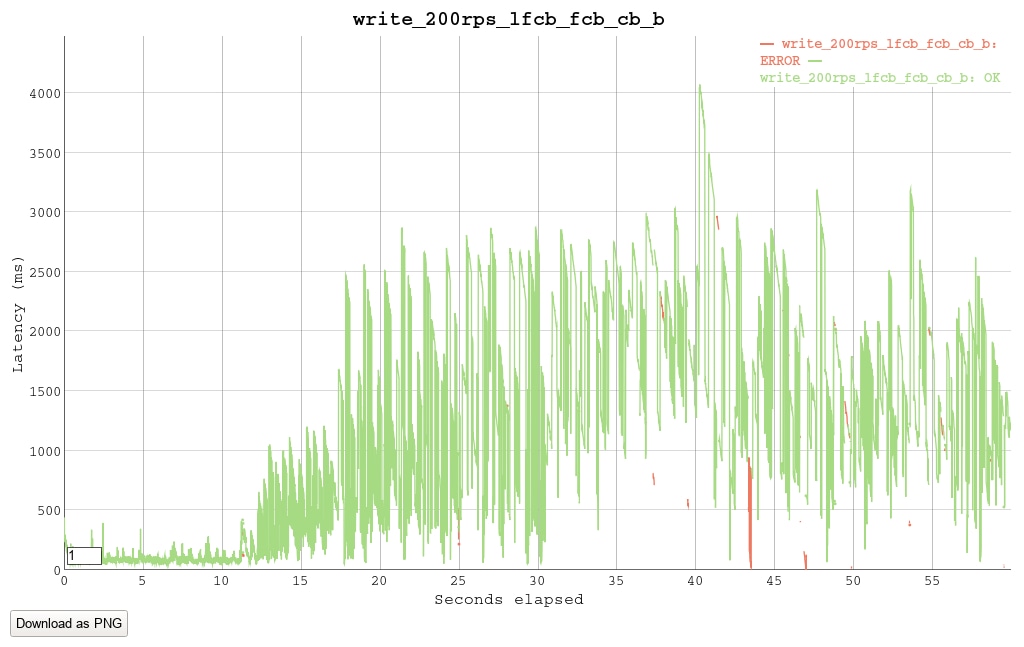 write_200rps_lfcb_fcb_cb_b
write_200rps_lfcb_fcb_cb_b:
ERROR
write_200rps_lfcb_fcb_cb_b: OK
Latency (ms)
4000
3500
3000
2500
2000
1500
1000
500
0
1
0 5 10 15 20 25 30 35 40 45 50 55
Seconds elapsed
Download as PNG